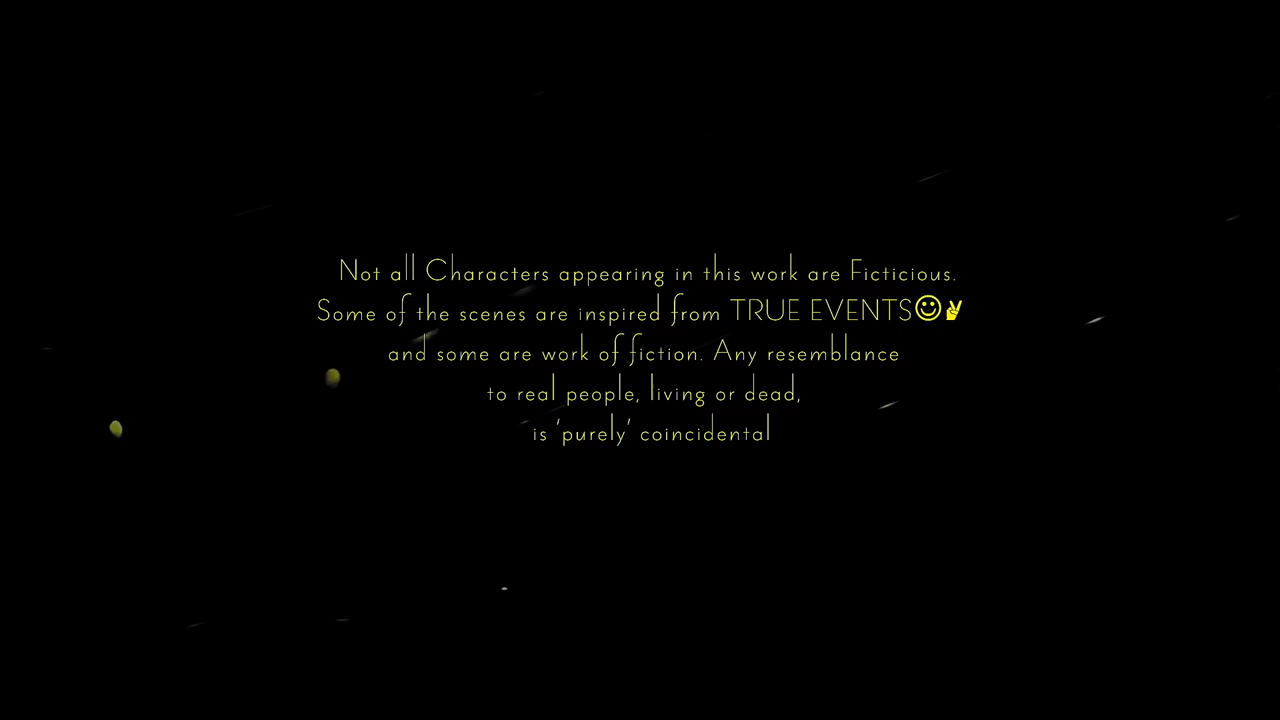 Not all Characters appearing in this work are Ficticious.
Some of the scenes are inspired from TRUE EVENTS☺✌
and some are work of fiction. Any resemblance
to real people, living or dead,
is 'purely' coincidental